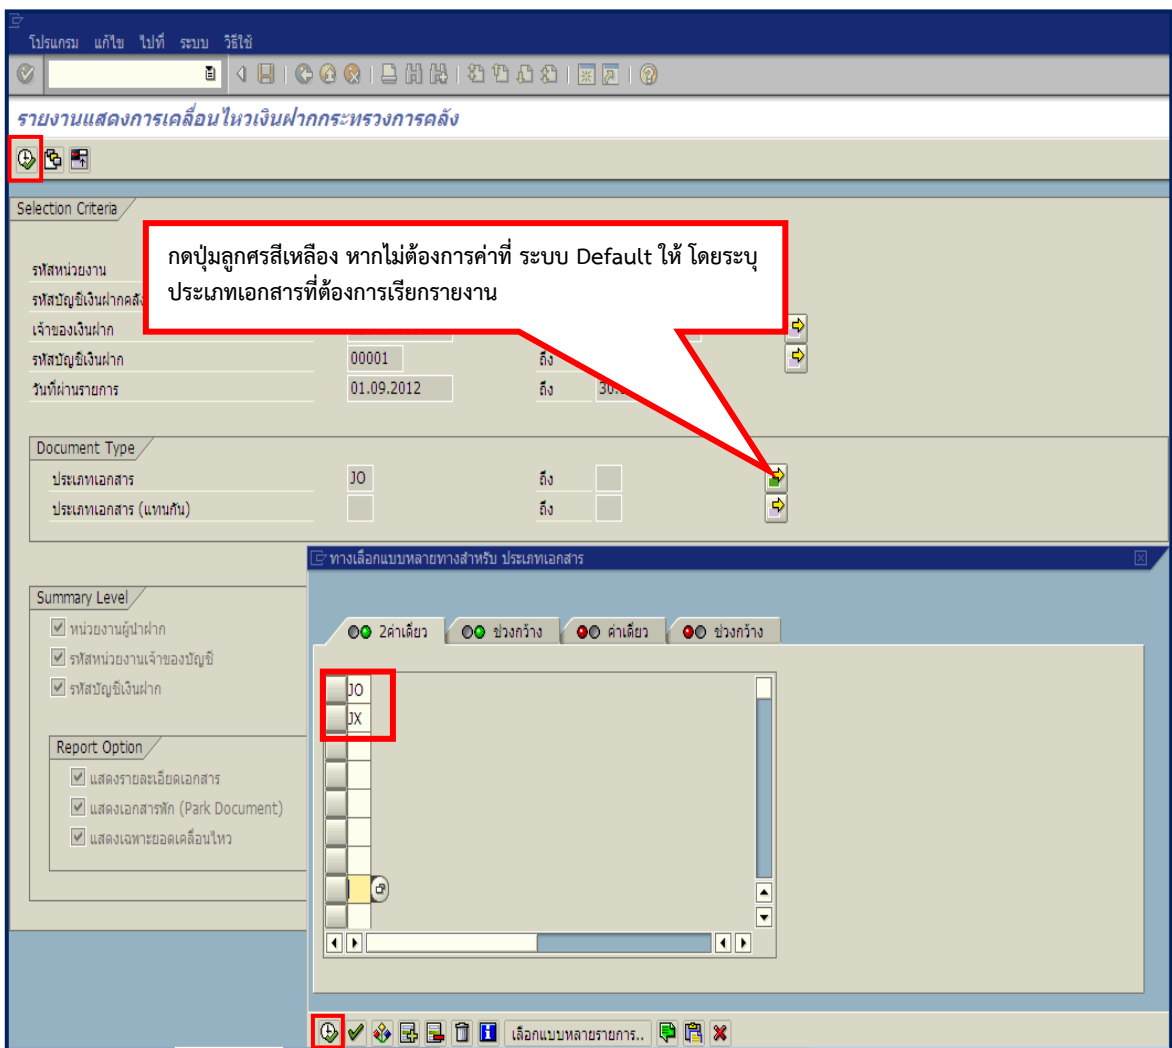 โปรแกรม แก้ไข ไปที่ ระบบ วิธีใช้
รายงานแสดงการเคลื่อนไหวเงินฝากกระทรวงการคลัง
Selection Criteria
กดปุ่มลูกศรสีเหลือง หากไม่ต้องการค่าที่ ระบบ Default ให้ โดยระบุ
ประเภทเอกสารที่ต้องการเรียกรายงาน
รหัสหน่วยงาน
รหัสบัญชีเงินฝากคลัง
เจ้าของเงินฝาก
รหัสบัญชีเงินฝาก 00001 ถึง
วันที่ผ่านรายการ 01.09.2012 ถึง 30.
Document Type
ประเภทเอกสาร JO ถึง
ประเภทเอกสาร (แทนกัน) ถึง
ทางเลือกแบบหลายทางสำหรับ ประเภทเอกสาร
Summary Level
หน่วยงานผู้นำฝาก
รหัสหน่วยงานเจ้าของบัญชี
รหัสบัญชีเงินฝาก
2ค่าเดี่ยว ช่วงกว้าง ค่าเดี่ยว ช่วงกว้าง
JO
JX
Report Option
แสดงรายละเอียดเอกสาร
แสดงเอกสารพัก (Park Document)
แสดงเฉพาะยอดเคลื่อนไหว
เลือกแบบหลายรายการ..